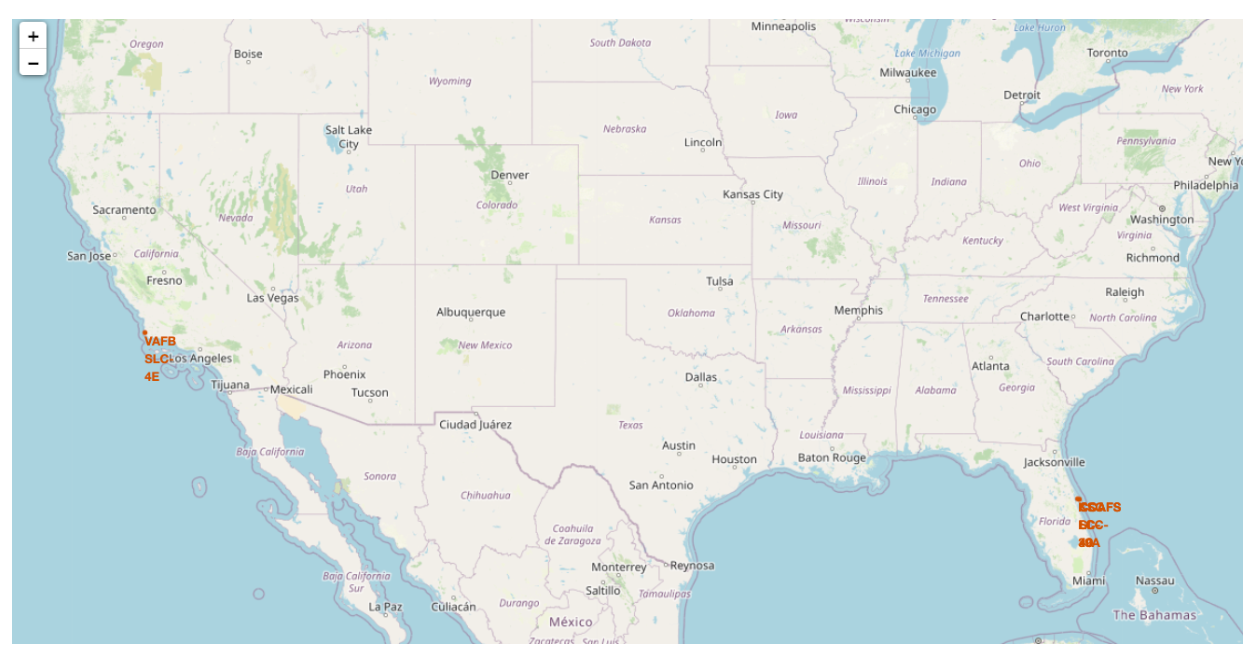 +
−
Oregon
Boise
Wyoming
South Dakota
Minneapolis
Lake Huron
Lake Michigan
Toronto
Milwaukee
Detroit
New York
Chicago
Iowa
Nebraska
Lincoln
Salt Lake
City
Pennsylvania
Ohio
Illinois
Indiana
Denver
Utah
Colorado
Kansas City
Philadelphia
Sacramento
Nevada
Kansas
Missouri
West Virginia
Washington
Virginia
Kentucky
San Jose
California
Richmond
Fresno
Las Vegas
Tulsa
Raleigh
Tennessee
Albuquerque
Oklahoma
Memphis
Charlotte
North Carolina
Arkansas
VAFB
SLC-
4E
Los Angeles
Arizona
New Mexico
South Carolina
Atlanta
Phoenix
Dallas
Tijuana
Mexicali
Tucson
Mississippi
Alabama
Georgia
Ciudad Juárez
Texas
Louisiana
Austin
Houston
Baton Rouge
Baja California
Jacksonville
Sonora
San Antonio
Chihuahua
Florida
Coahuila
de Zaragoza
Monterrey
Reynosa
Baja California
Sur
Saltillo
Tamaulipas
Miami
Nassau
La Paz
Culiacán
Durango
México
The Bahamas
Zacatecas
San Luis